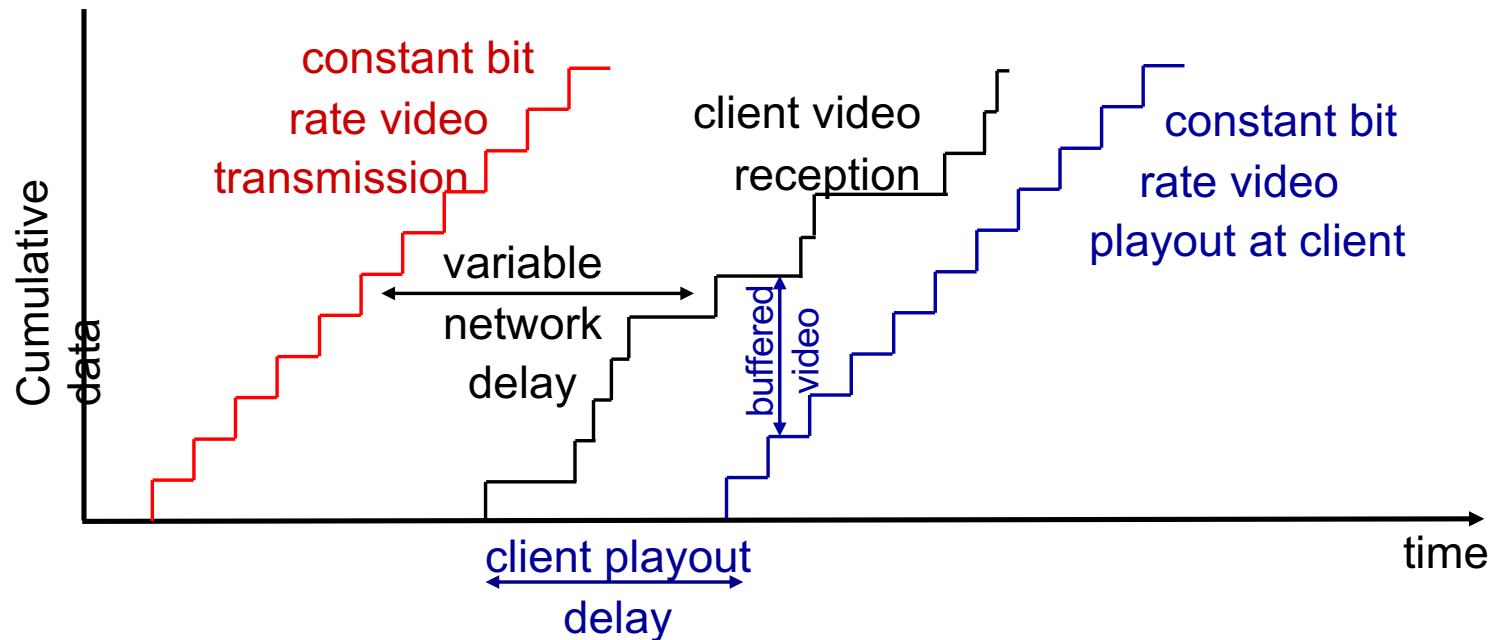 constant bit
rate video
transmission
client video
reception
constant bit
rate video
playout at client
Cumulative
data
variable
network
delay
buffered
video
client playout
delay
time